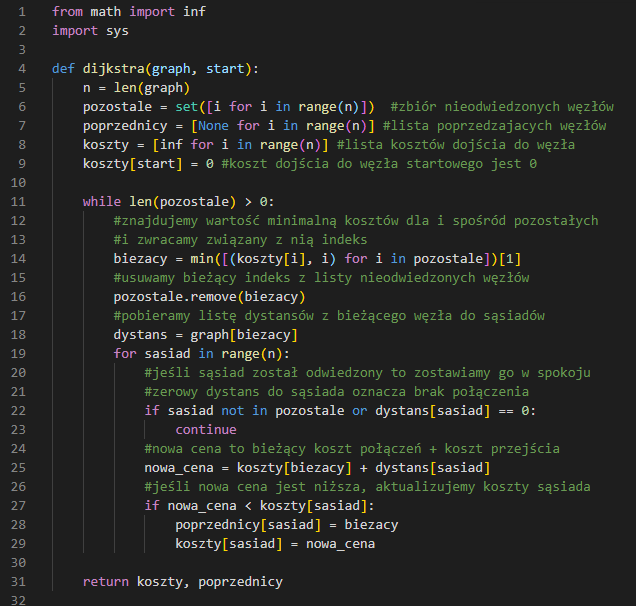 1 from math import inf
2 import sys
3
4 def dijkstra(graph, start):
5     n = len(graph)
6     pozostale = set([i for i in range(n)])  #zbiór nieodwiedzonych węzłów
7     poprzednicy = [None for i in range(n)] #lista poprzedzajacych węzłów
8     koszty = [inf for i in range(n)] #lista kosztów dojścia do węzła
9     koszty[start] = 0 #koszt dojścia do węzła startowego jest 0
10
11     while len(pozostale) > 0:
12         #znajdujemy wartość minimalną kosztów dla i spośród pozostałych
13         #i zwracamy związany z nią indeks
14         biezacy = min([(koszty[i], i) for i in pozostale])[1]
15         #usuwamy bieżący indeks z listy nieodwiedzonych węzłów
16         pozostale.remove(biezacy)
17         #pobieramy listę dystansów z bieżącego węzła do sąsiadów
18         dystans = graph[biezacy]
19         for sasiad in range(n):
20             #jeśli sąsiad został odwiedzony to zostawiamy go w spokoju
21             #zerowy dystans do sąsiada oznacza brak połączenia
22             if sasiad not in pozostale or dystans[sasiad] == 0:
23                 continue
24             #nowa cena to bieżący koszt połączeń + koszt przejścia
25             nowa_cena = koszty[biezacy] + dystans[sasiad]
26             #jeśli nowa cena jest niższa, aktualizujemy koszty sąsiada
27             if nowa_cena < koszty[sasiad]:
28                 poprzednicy[sasiad] = biezacy
29                 koszty[sasiad] = nowa_cena
30
31     return koszty, poprzednicy
32